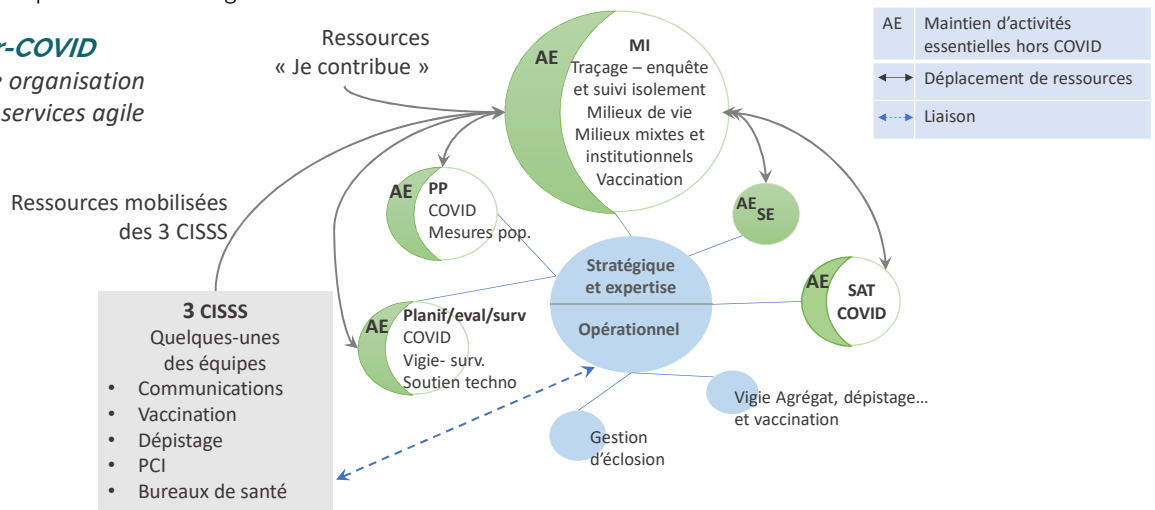 r-COVID
organisation
services agile
Ressources
« Je contribue »
Ressources mobilisées
des 3 CISSS
3 CISSS
Quelques-unes
des équipes
• Communications
• Vaccination
• Dépistage
• PCI
• Bureaux de santé
AE
MI
Traçage – enquête
et suivi isolement
Milieux de vie
Milieux mixtes et
institutionnels
Vaccination
AE
PP
COVID
Mesures pop.
AE
SE
AE
SAT
COVID
AE
Planif/eval/surv
COVID
Vigie- surv.
Soutien techno
Stratégique
et expertise
Opérationnel
Gestion
d'éclosion
Vigie Agrégat, dépistage…
et vaccination
AE Maintien d'activités
essentielles hors COVID
Déplacement de ressources
Liaison